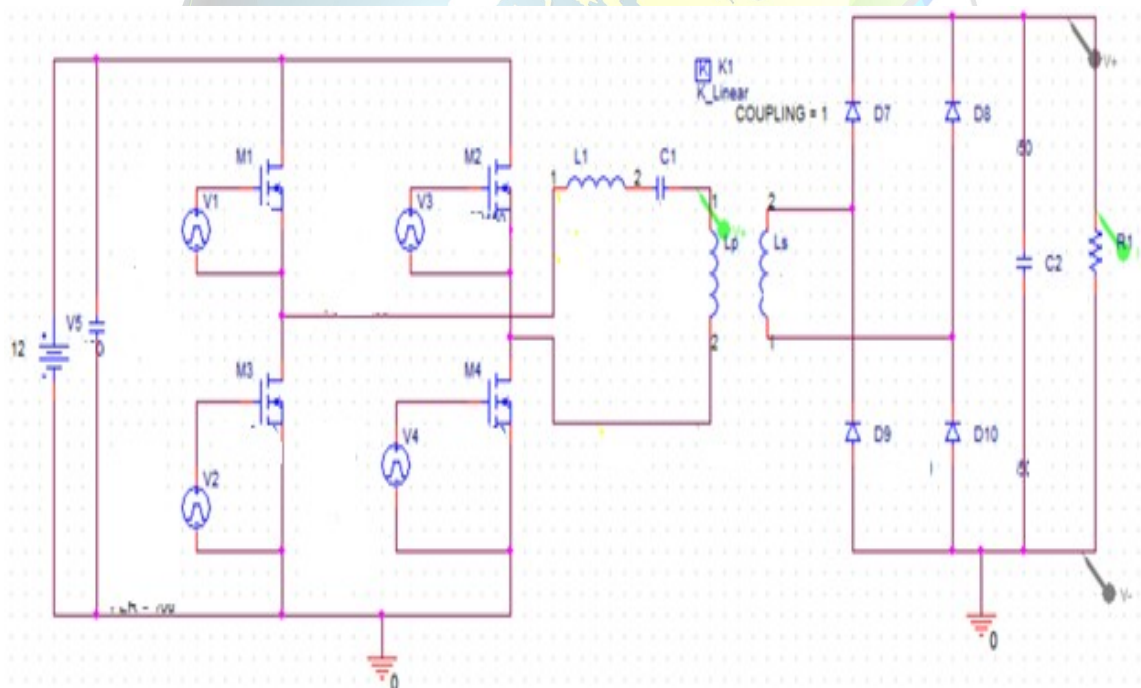 K K1
K_Linear
COUPLING = 1
V+
D7
D8
M1
M2
L1
C1
1
2
1
V1
V3
2
V+
Lp
Ls
R1
C2
V5
12
0
2
1
M3
M4
V4
D9
D10
V2
V-
0
0